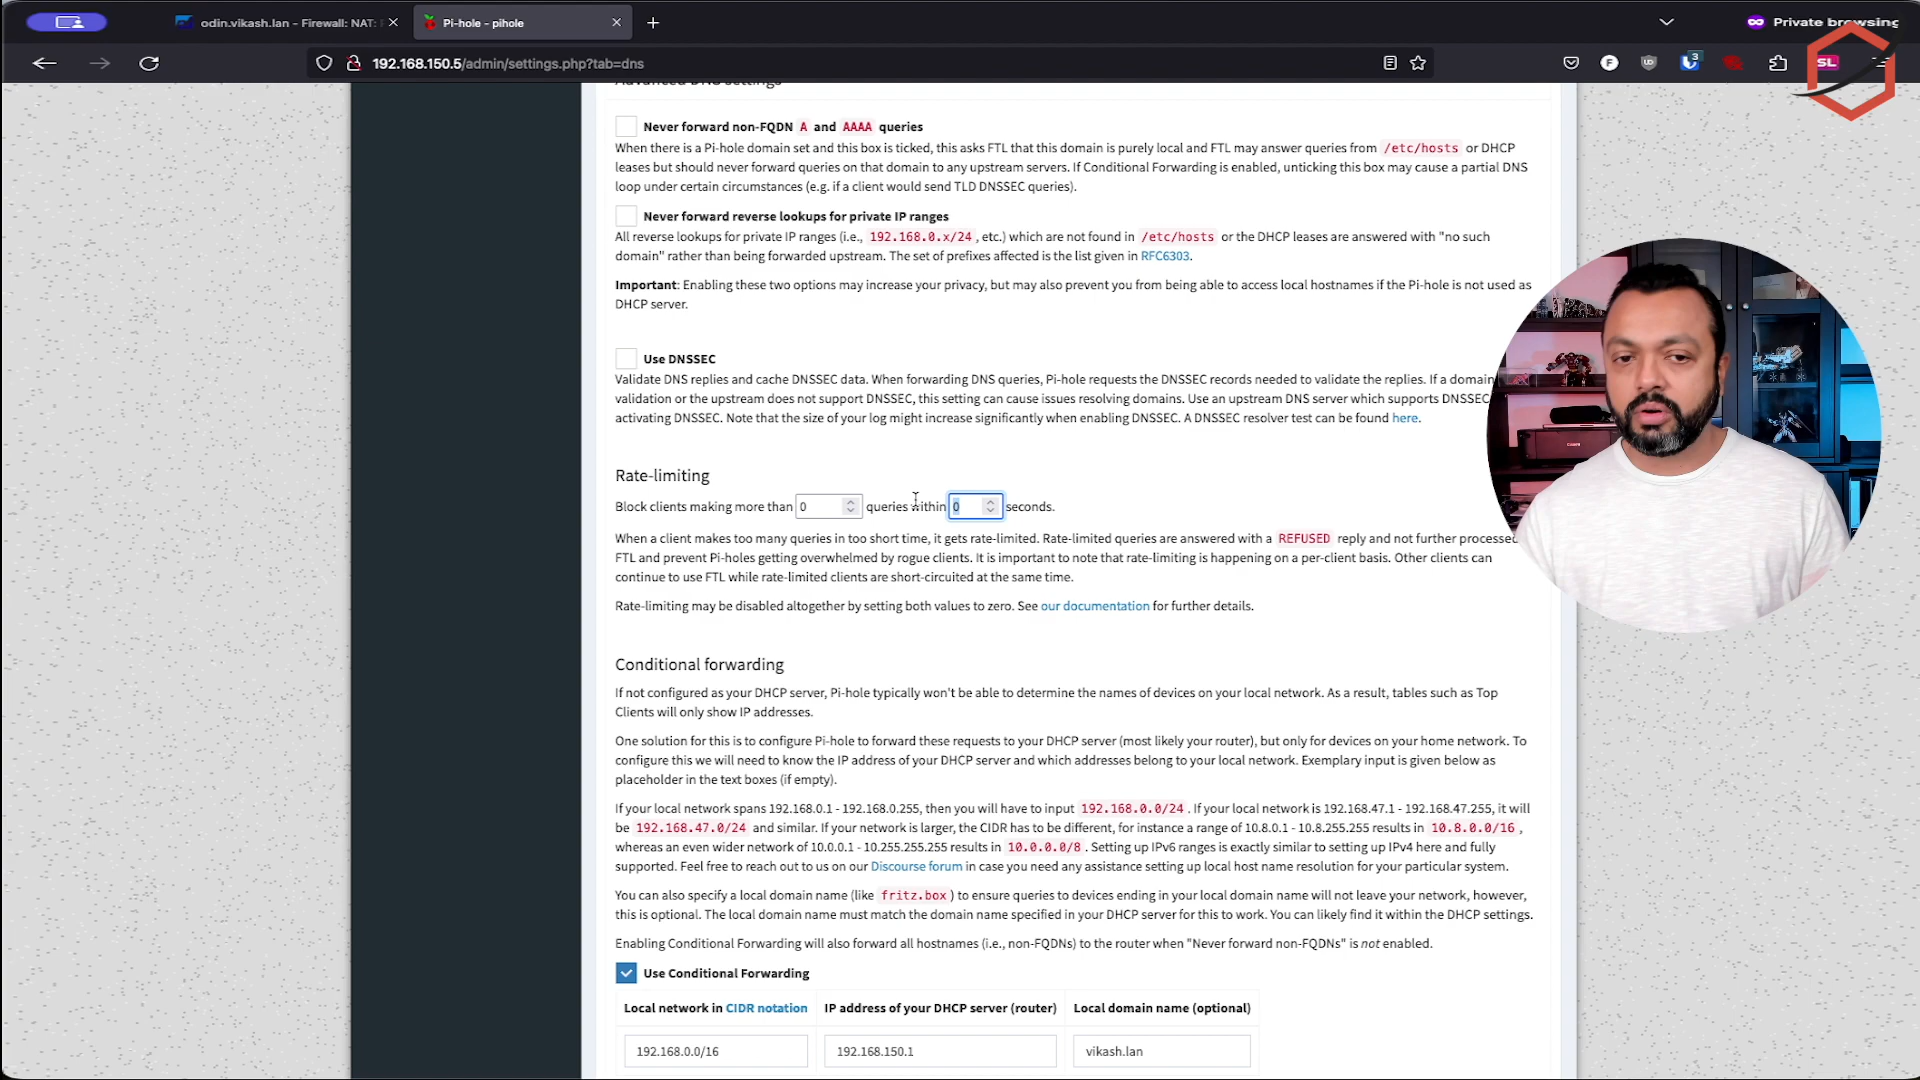 odin.vikash.lan – Firewall: NAT:
Pi-hole - pihole
Private browsing
192.168.150.5/admin/settings.php?tab=dns
3
SL
Advanced DNS settings
Never forward non-FQDN A and AAAA queries
When there is a Pi-hole domain set and this box is ticked, this asks FTL that this domain is purely local and FTL may answer queries from /etc/hosts or DHCP
leases but should never forward queries on that domain to any upstream servers. If Conditional Forwarding is enabled, unticking this box may cause a partial DNS
loop under certain circumstances (e.g. if a client would send TLD DNSSEC queries).
Never forward reverse lookups for private IP ranges
All reverse lookups for private IP ranges (i.e., 192.168.0.x/24 , etc.) which are not found in /etc/hosts or the DHCP leases are answered with "no such
domain" rather than being forwarded upstream. The set of prefixes affected is the list given in RFC6303.
Important: Enabling these two options may increase your privacy, but may also prevent you from being able to access local hostnames if the Pi-hole is not used as
DHCP server.
Use DNSSEC
Validate DNS replies and cache DNSSEC data. When forwarding DNS queries, Pi-hole requests the DNSSEC records needed to validate the replies. If a domain
validation or the upstream does not support DNSSEC, this setting can cause issues resolving domains. Use an upstream DNS server which supports DNSSEC
activating DNSSEC. Note that the size of your log might increase significantly when enabling DNSSEC. A DNSSEC resolver test can be found here.
Rate-limiting
Block clients making more than 0 queries within 0 seconds.
When a client makes too many queries in too short time, it gets rate-limited. Rate-limited queries are answered with a REFUSED reply and not further processed
FTL and prevent Pi-holes getting overwhelmed by rogue clients. It is important to note that rate-limiting is happening on a per-client basis. Other clients can
continue to use FTL while rate-limited clients are short-circuited at the same time.
Rate-limiting may be disabled altogether by setting both values to zero. See our documentation for further details.
Conditional forwarding
If not configured as your DHCP server, Pi-hole typically won't be able to determine the names of devices on your local network. As a result, tables such as Top
Clients will only show IP addresses.
One solution for this is to configure Pi-hole to forward these requests to your DHCP server (most likely your router), but only for devices on your home network. To
configure this we will need to know the IP address of your DHCP server and which addresses belong to your local network. Exemplary input is given below as
placeholder in the text boxes (if empty).
If your local network spans 192.168.0.1 - 192.168.0.255, then you will have to input 192.168.0.0/24 . If your local network is 192.168.47.1 - 192.168.47.255, it will
be 192.168.47.0/24 and similar. If your network is larger, the CIDR has to be different, for instance a range of 10.8.0.1 - 10.8.255.255 results in 10.8.0.0/16 ,
whereas an even wider network of 10.0.0.1 - 10.255.255.255 results in 10.0.0.0/8 . Setting up IPv6 ranges is exactly similar to setting up IPv4 here and fully
supported. Feel free to reach out to us on our Discourse forum in case you need any assistance setting up local host name resolution for your particular system.
You can also specify a local domain name (like fritz.box ) to ensure queries to devices ending in your local domain name will not leave your network, however,
this is optional. The local domain name must match the domain name specified in your DHCP server for this to work. You can likely find it within the DHCP settings.
Enabling Conditional Forwarding will also forward all hostnames (i.e., non-FQDNs) to the router when "Never forward non-FQDNs" is not enabled.
Use Conditional Forwarding
Local network in CIDR notation IP address of your DHCP server (router) Local domain name (optional)
192.168.0.0/16 192.168.150.1 vikash.lan